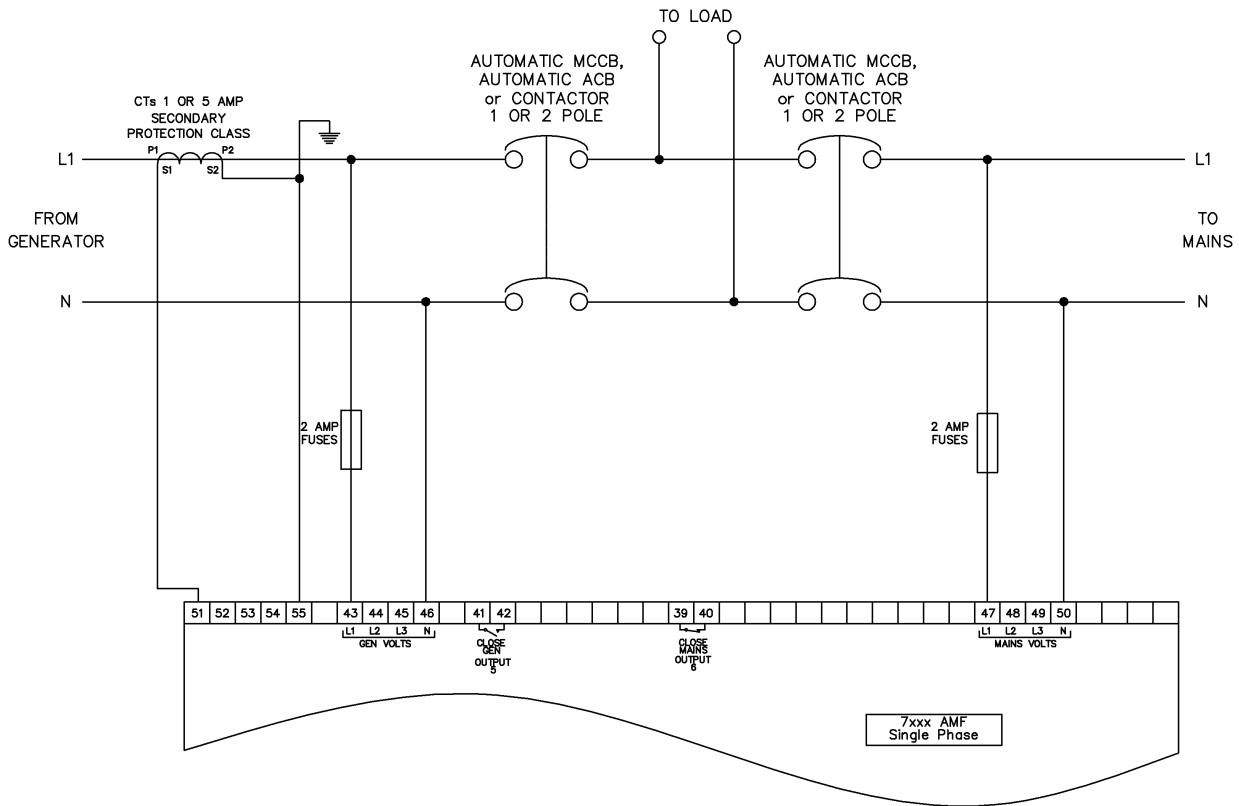 TO LOAD
AUTOMATIC MCCB,
AUTOMATIC ACB
or CONTACTOR
1 OR 2 POLE
AUTOMATIC MCCB,
AUTOMATIC ACB
or CONTACTOR
1 OR 2 POLE
CTs 1 OR 5 AMP
SECONDARY
PROTECTION CLASS
P1 P2
S1 S2
L1
L1
FROM
GENERATOR
TO
MAINS
N
N
2 AMP
FUSES
2 AMP
FUSES
51 52 53 54 55 43 44 45 46 41 42 39 40 47 48 49 50
L1 L2 L3 N
GEN VOLTS
CLOSE
GEN
OUTPUT
5
CLOSE
MAINS
OUTPUT
6
L1 L2 L3 N
MAINS VOLTS
7xxx AMF
Single Phase